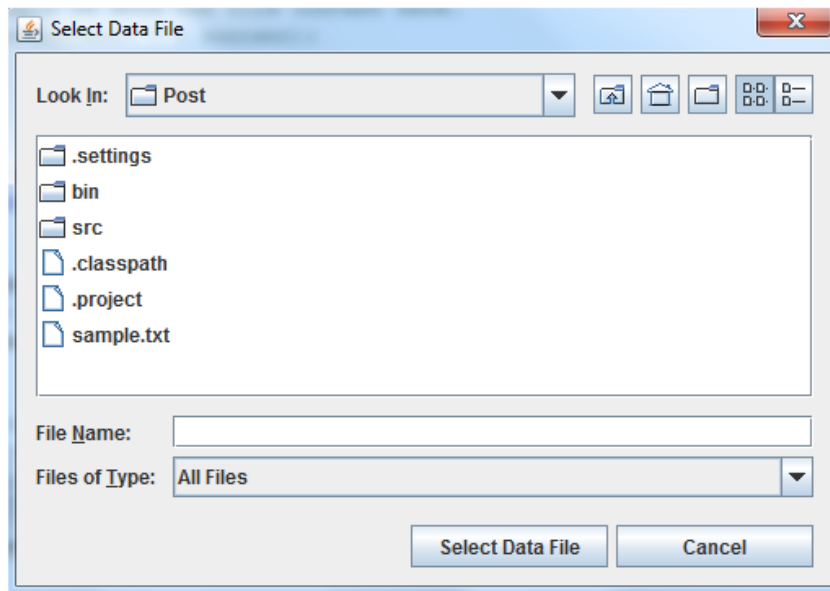 Select Data File
Look In: Post
.settings
bin
src
.classpath
.project
sample.txt
File Name:
Files of Type: All Files
Select Data File Cancel